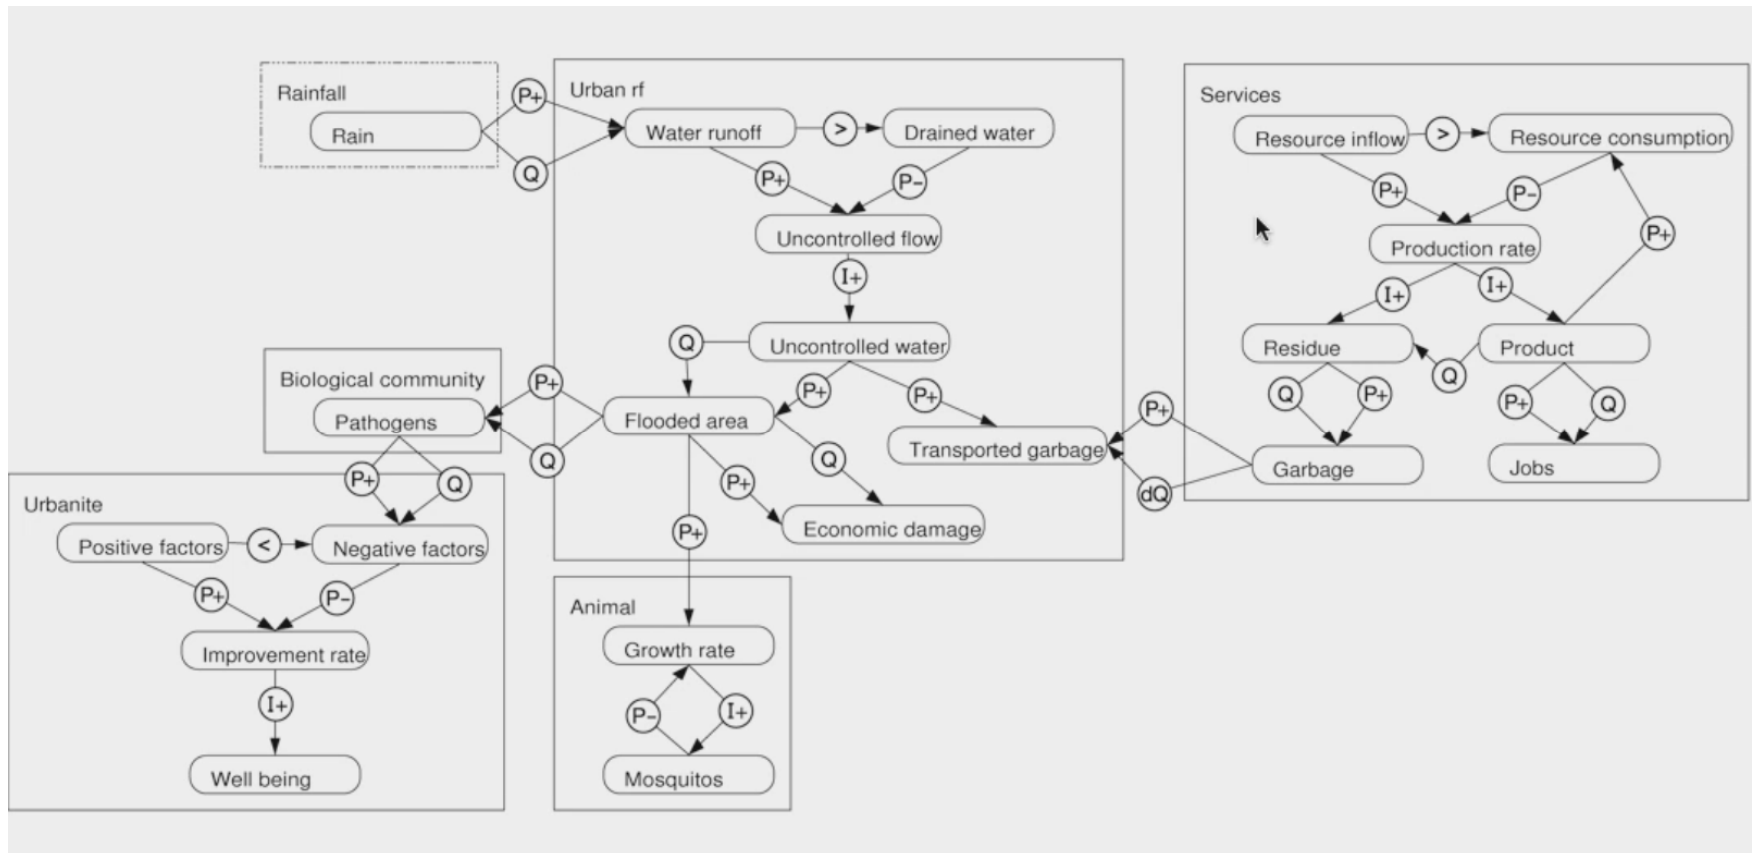 Rainfall
Rain
P+
Q
Urban rf
Water runoff
>
Drained water
P+
P−
Uncontrolled flow
I+
Uncontrolled water
Q
P+
P+
Flooded area
Transported garbage
Q
P+
Economic damage
P+
P+
Q
Biological community
Pathogens
P+
Q
Urbanite
Positive factors
<
Negative factors
P+
P−
Improvement rate
I+
Well being
Animal
Growth rate
P−
I+
Mosquitos
Services
Resource inflow
>
Resource consumption
P+
P−
P+
Production rate
I+
I+
Residue
Product
Q
Q
P+
P+
Q
Garbage
Jobs
P+
dQ